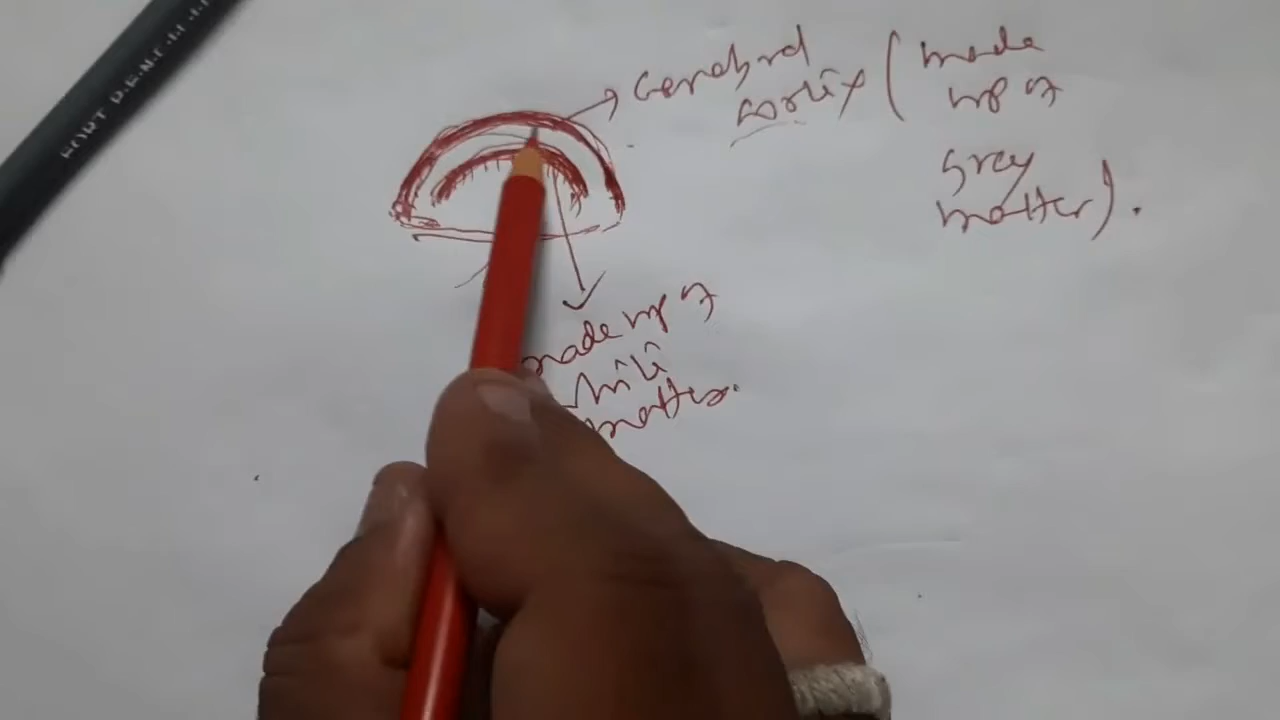 Cerebral
cortex (made
up of
grey
matter).
made up of
white
matter.